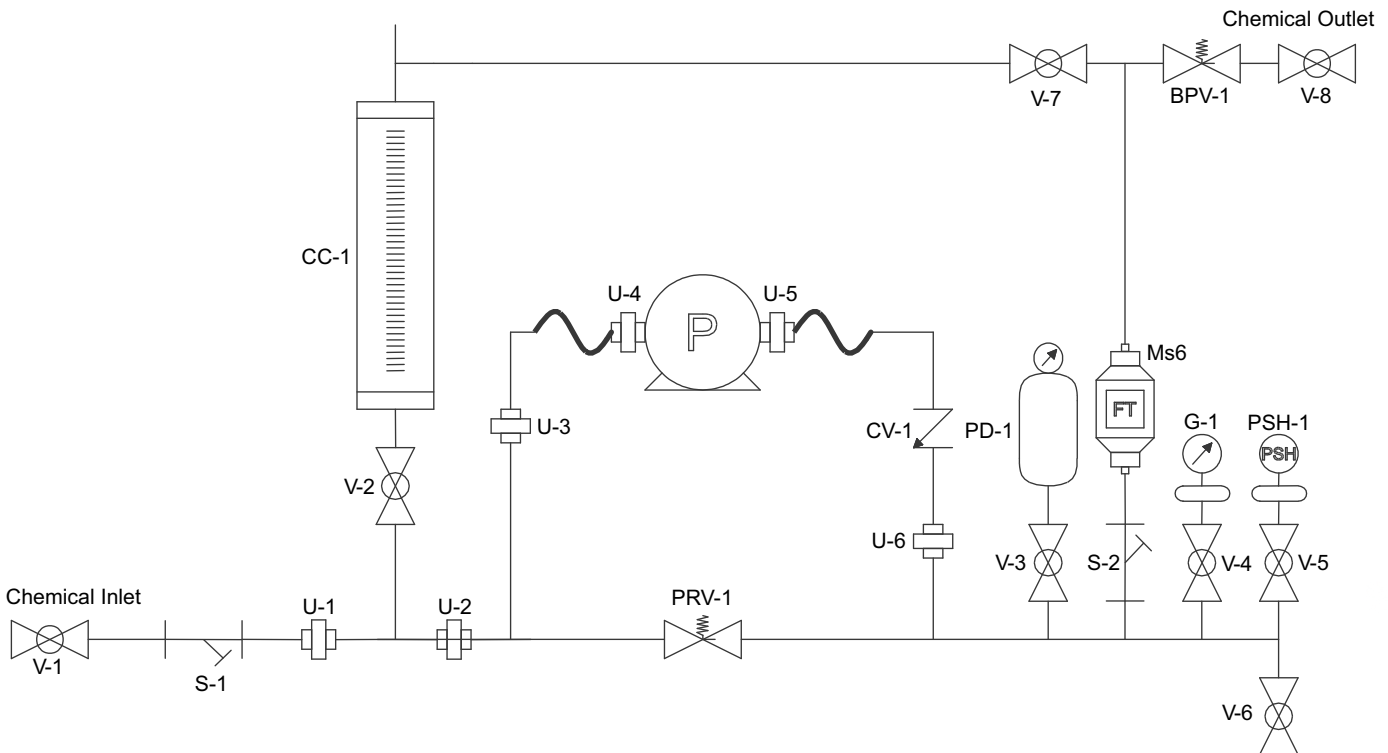 Chemical Outlet
V-7
BPV-1
V-8
CC-1
U-4
U-5
P
Ms6
FT
U-3
CV-1
PD-1
G-1
PSH-1
PSH
V-2
U-6
V-3
S-2
V-4
V-5
Chemical Inlet
U-1
U-2
PRV-1
V-1
S-1
V-6